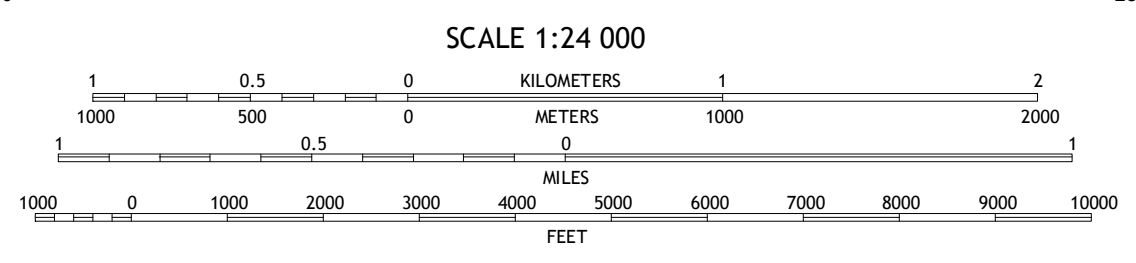 SCALE 1:24 000
1 0.5 0 KILOMETERS 1 2
1000 500 0 METERS 1000 2000
1 0.5 0 1
MILES
1000 0 1000 2000 3000 4000 5000 6000 7000 8000 9000 10000
FEET